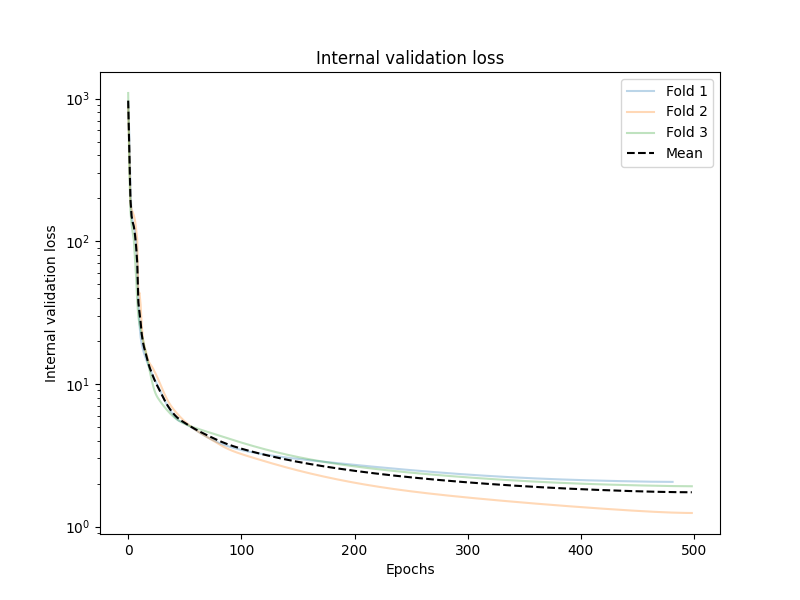 Internal validation loss
Fold 1
Fold 2
Fold 3
Mean
Internal validation loss
10³
10²
10¹
10⁰
0 100 200 300 400 500
Epochs